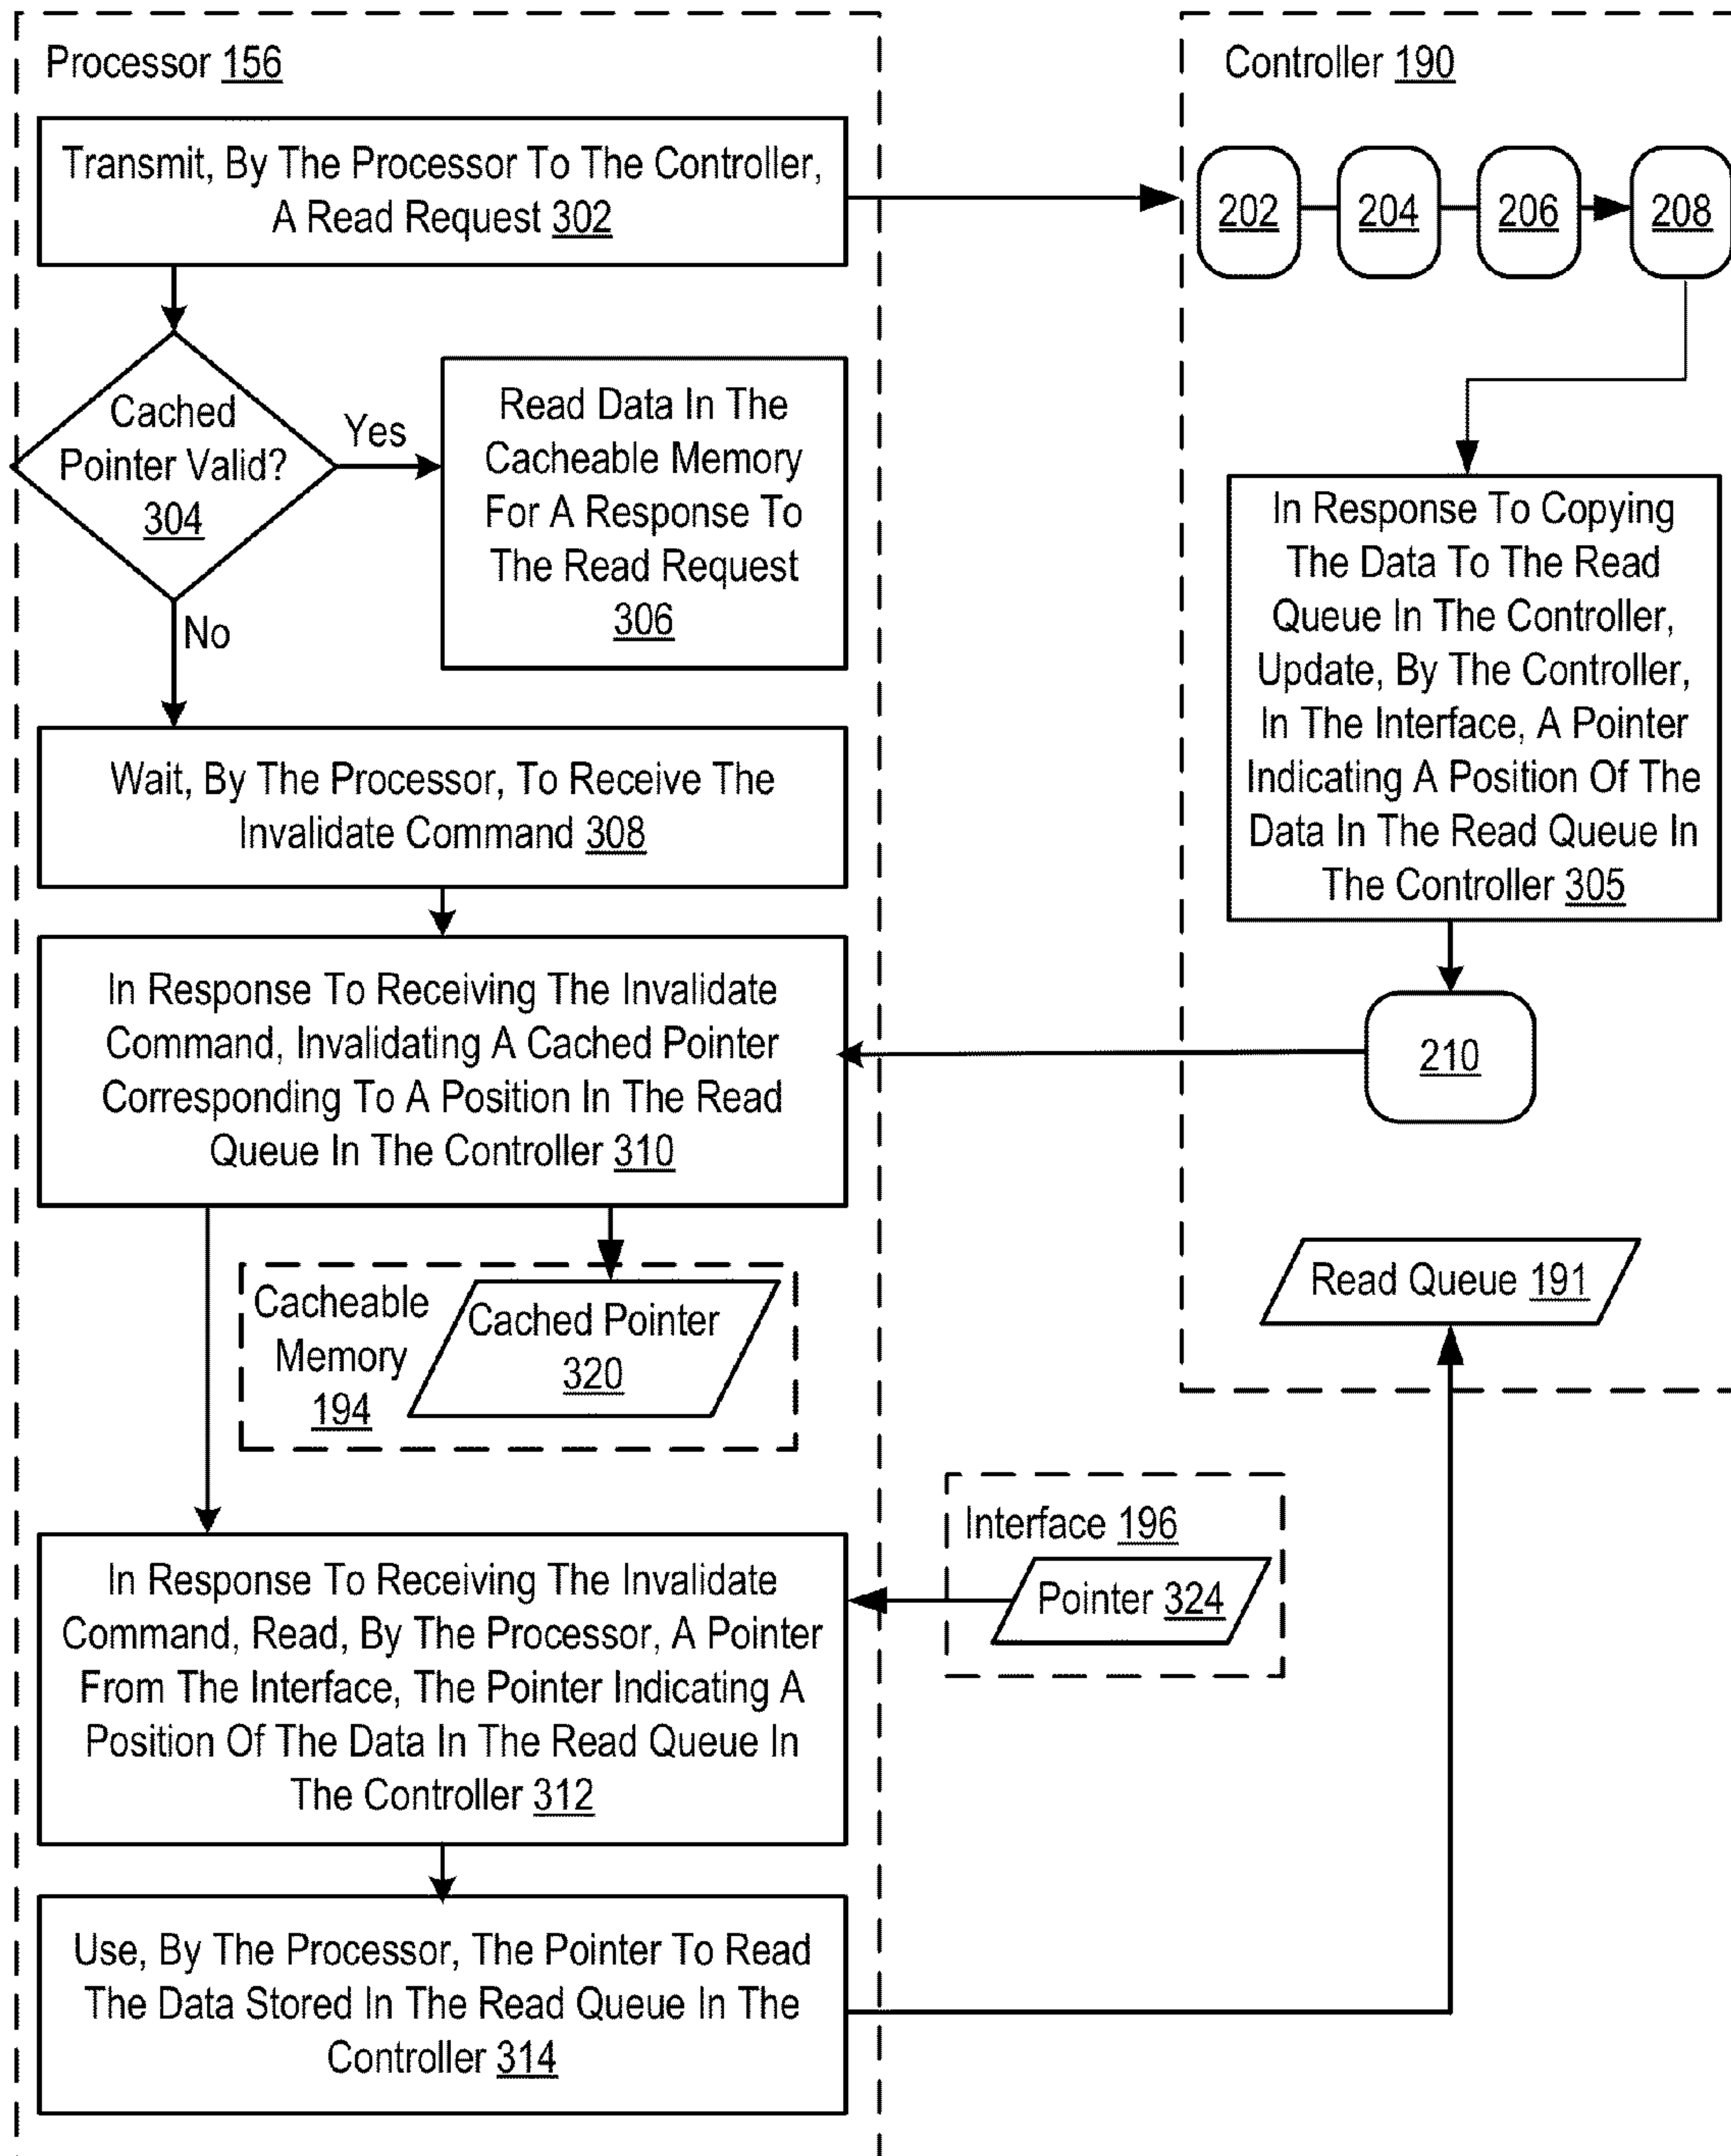 Processor 156
Transmit, By The Processor To The Controller,
A Read Request 302
Cached
Pointer Valid?
304
Yes
No
Read Data In The
Cacheable Memory
For A Response To
The Read Request
306
Wait, By The Processor, To Receive The
Invalidate Command 308
In Response To Receiving The Invalidate
Command, Invalidating A Cached Pointer
Corresponding To A Position In The Read
Queue In The Controller 310
Cacheable
Memory
194
Cached Pointer
320
In Response To Receiving The Invalidate
Command, Read, By The Processor, A Pointer
From The Interface, The Pointer Indicating A
Position Of The Data In The Read Queue In
The Controller 312
Use, By The Processor, The Pointer To Read
The Data Stored In The Read Queue In The
Controller 314
Interface 196
Pointer 324
Controller 190
202
204
206
208
In Response To Copying
The Data To The Read
Queue In The Controller,
Update, By The Controller,
In The Interface, A Pointer
Indicating A Position Of The
Data In The Read Queue In
The Controller 305
210
Read Queue 191